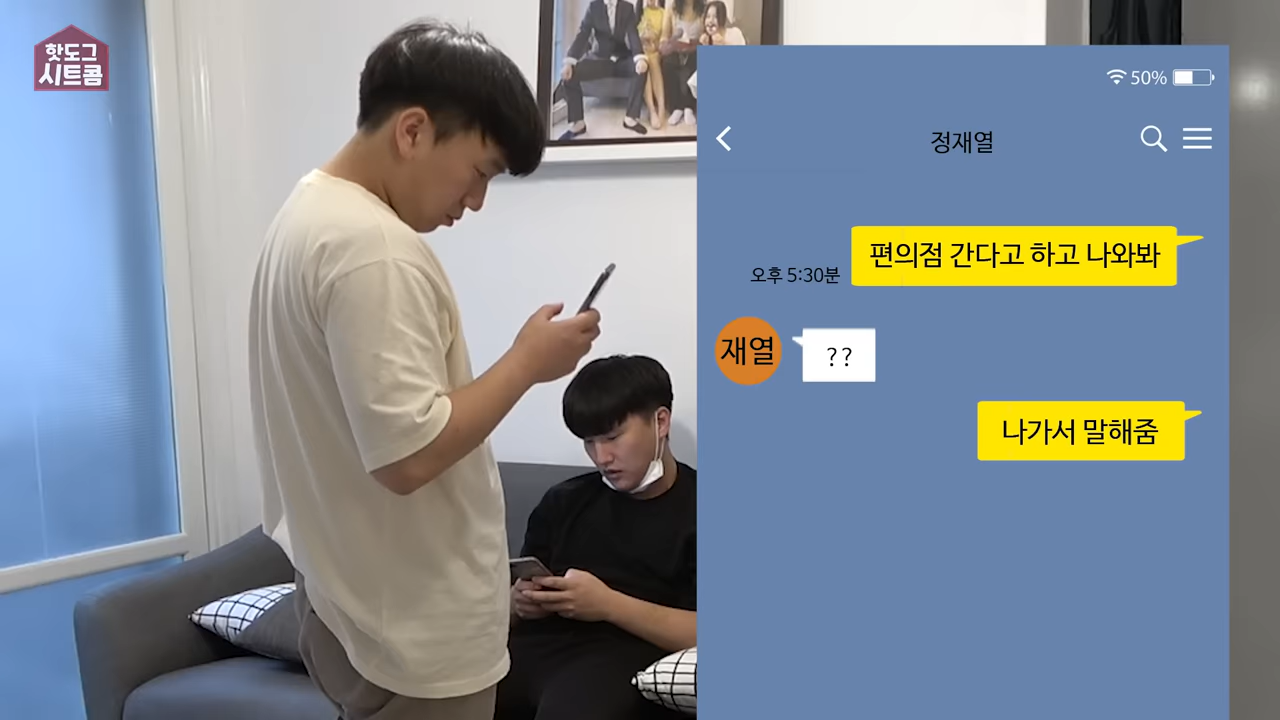 핫도그
시트콤
50%
정재열
편의점 간다고 하고 나와봐
오후 5:30분
재열
??
나가서 말해줌